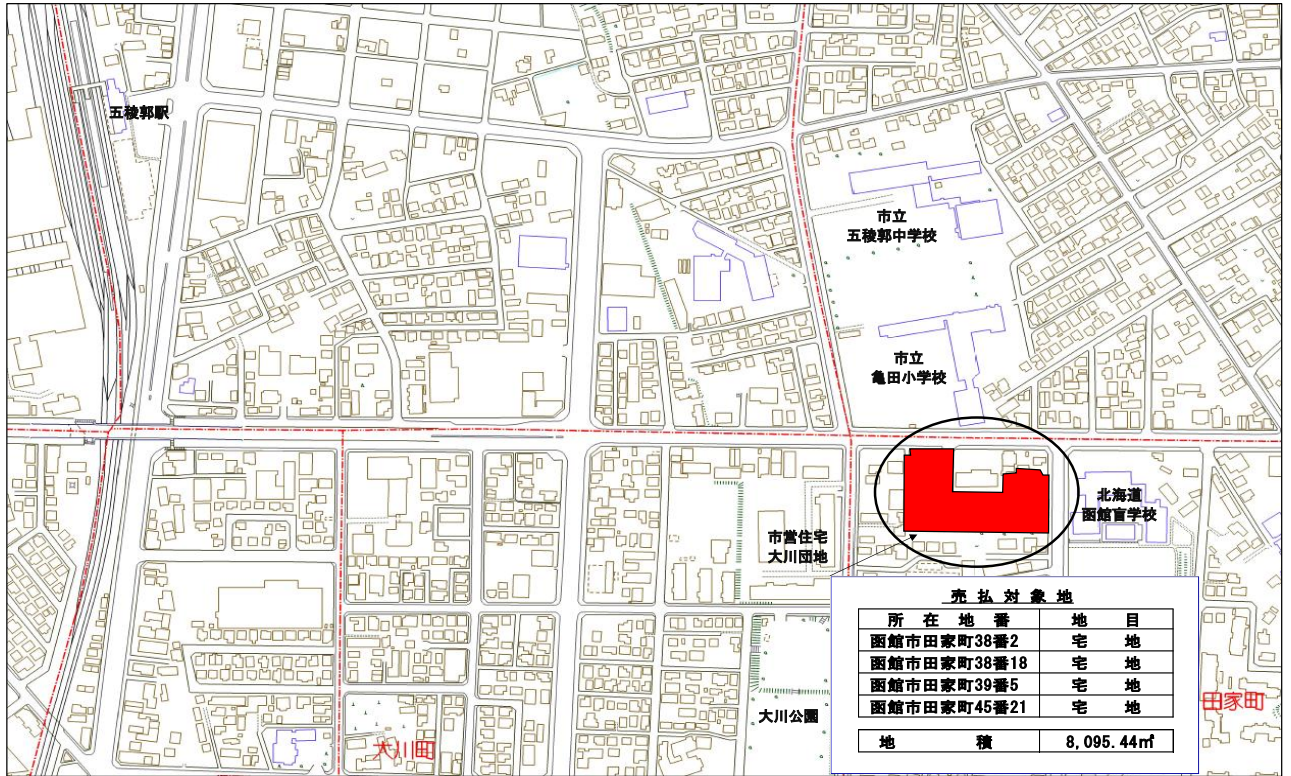 五稜郭駅
市立
五稜郭中学校
市立
亀田小学校
北海道
函館盲学校
市営住宅
大川団地
売払対象地
所在地番 地目
函館市田家町38番2 宅地
函館市田家町38番18 宅地
函館市田家町39番5 宅地
函館市田家町45番21 宅地
地積 8,095.44㎡
大川公園
田家町
大川町